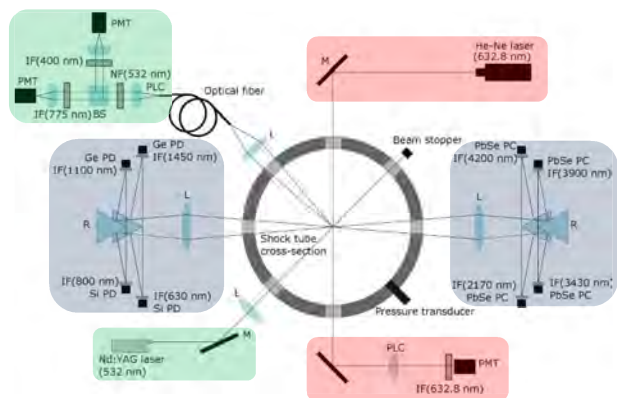 PMT
IF(400 nm)
NF(532 nm)
PMT
PLC
IF(775 nm)
BS
Optical fiber
L
M
He-Ne laser
(632.8 nm)
Beam stopper
Ge PD
IF(1450 nm)
Ge PD
IF(1100 nm)
L
R
IF(800 nm)
Si PD
IF(630 nm)
Si PD
Shock tube
cross-section
PbSe PC
IF(4200 nm)
PbSe PC
IF(3900 nm)
L
R
IF(2170 nm)
PbSe PC
IF(3430 nm)
PbSe PC
Pressure transducer
L
M
Nd:YAG laser
(532 nm)
PLC
PMT
IF(632.8 nm)